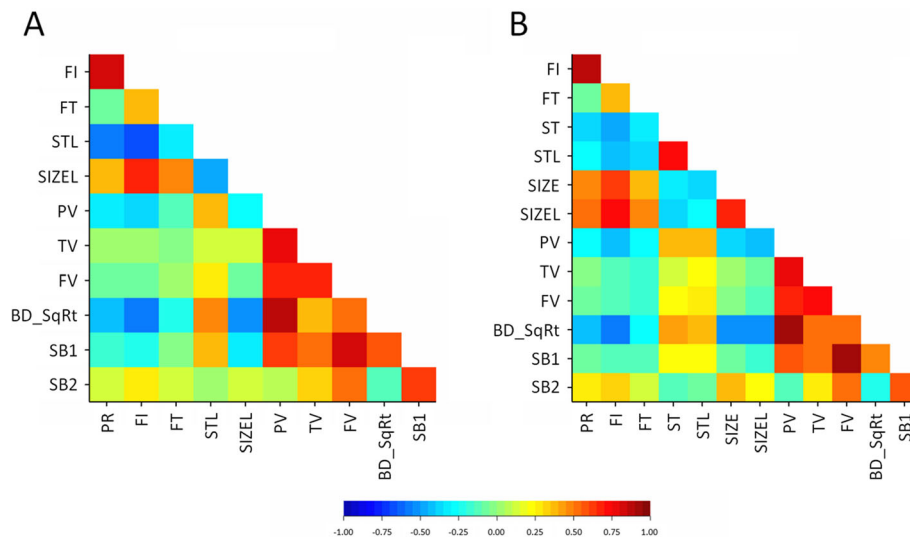 A
FI
FT
STL
SIZEL
PV
TV
FV
BD_SqRt
SB1
SB2
PR FI FT STL SIZEL PV TV FV BD_SqRt SB1
B
FI
FT
ST
STL
SIZE
SIZEL
PV
TV
FV
BD_SqRt
SB1
SB2
PR FI FT ST STL SIZE SIZEL PV TV FV BD_SqRt SB1
-1.00 -0.75 -0.50 -0.25 0.00 0.25 0.50 0.75 1.00